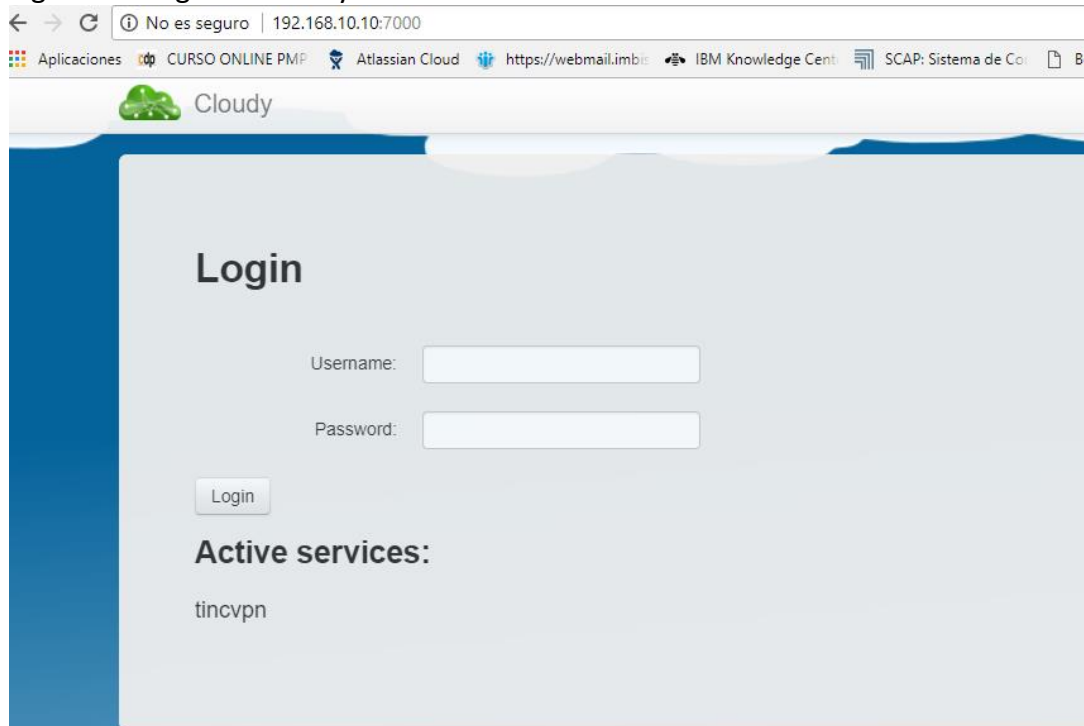 No es seguro | 192.168.10.10:7000
Aplicaciones CURSO ONLINE PMP Atlassian Cloud https://webmail.imbi IBM Knowledge Cent SCAP: Sistema de Co B
Cloudy
Login
Username:
Password:
Login
Active services:
tincvpn